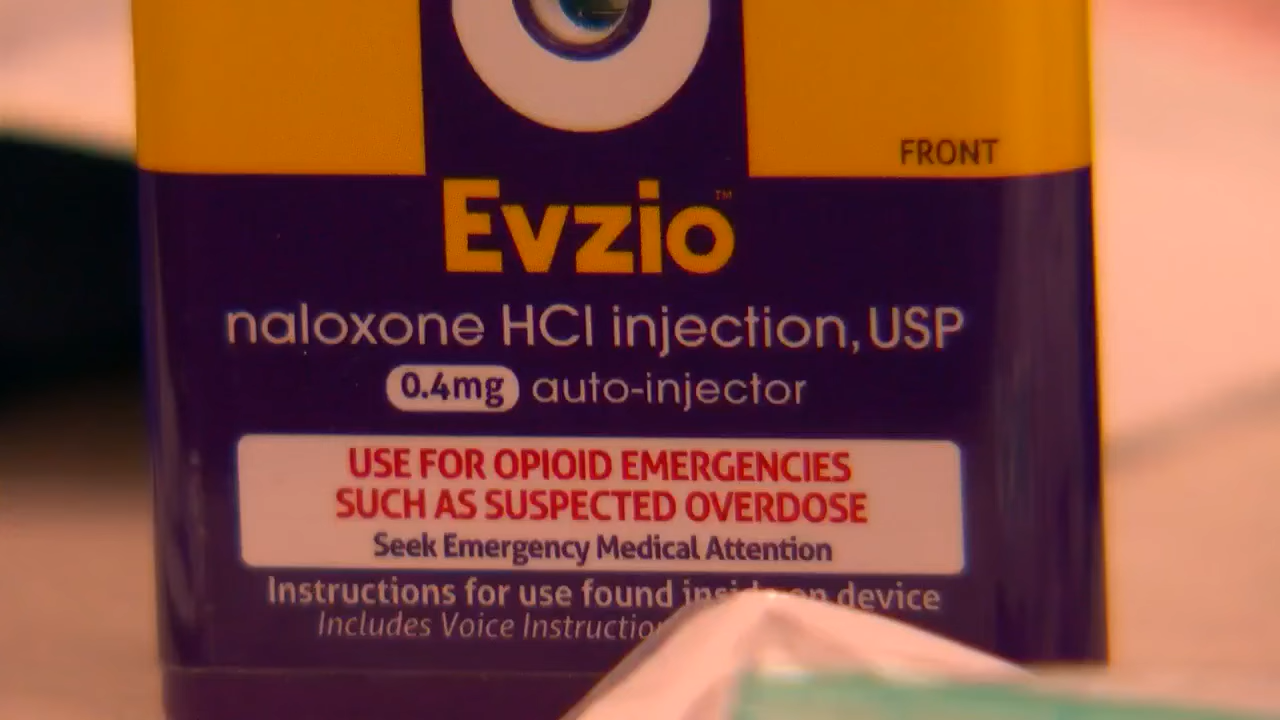 FRONT
Evzio™
naloxone HCl injection, USP
0.4mg auto-injector
USE FOR OPIOID EMERGENCIES
SUCH AS SUSPECTED OVERDOSE
Seek Emergency Medical Attention
Instructions for use found device
Includes Voice